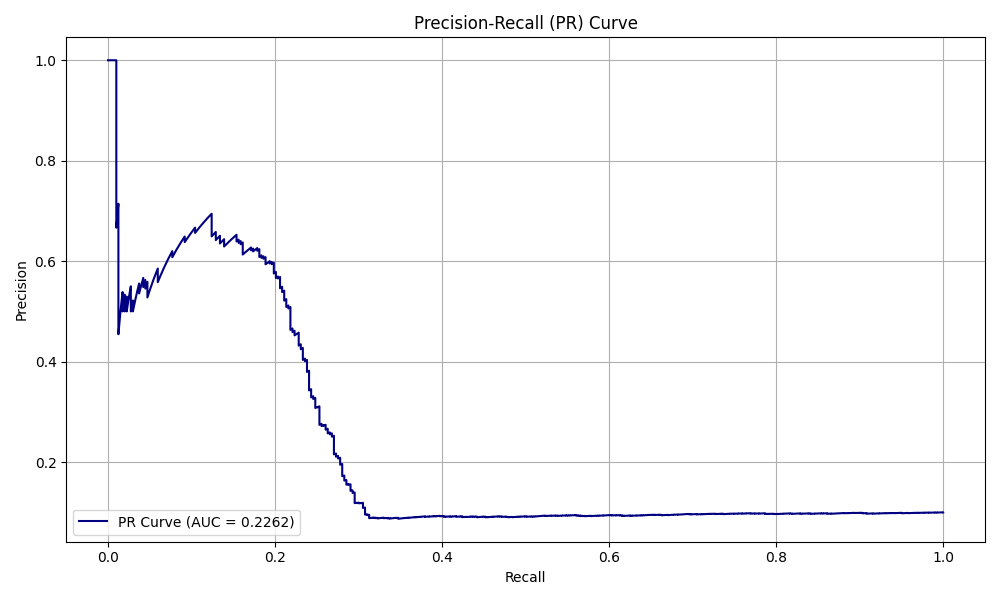 Precision-Recall (PR) Curve
1.0
0.8
0.6
0.4
0.2
Precision
PR Curve (AUC = 0.2262)
0.0 0.2 0.4 0.6 0.8 1.0
Recall